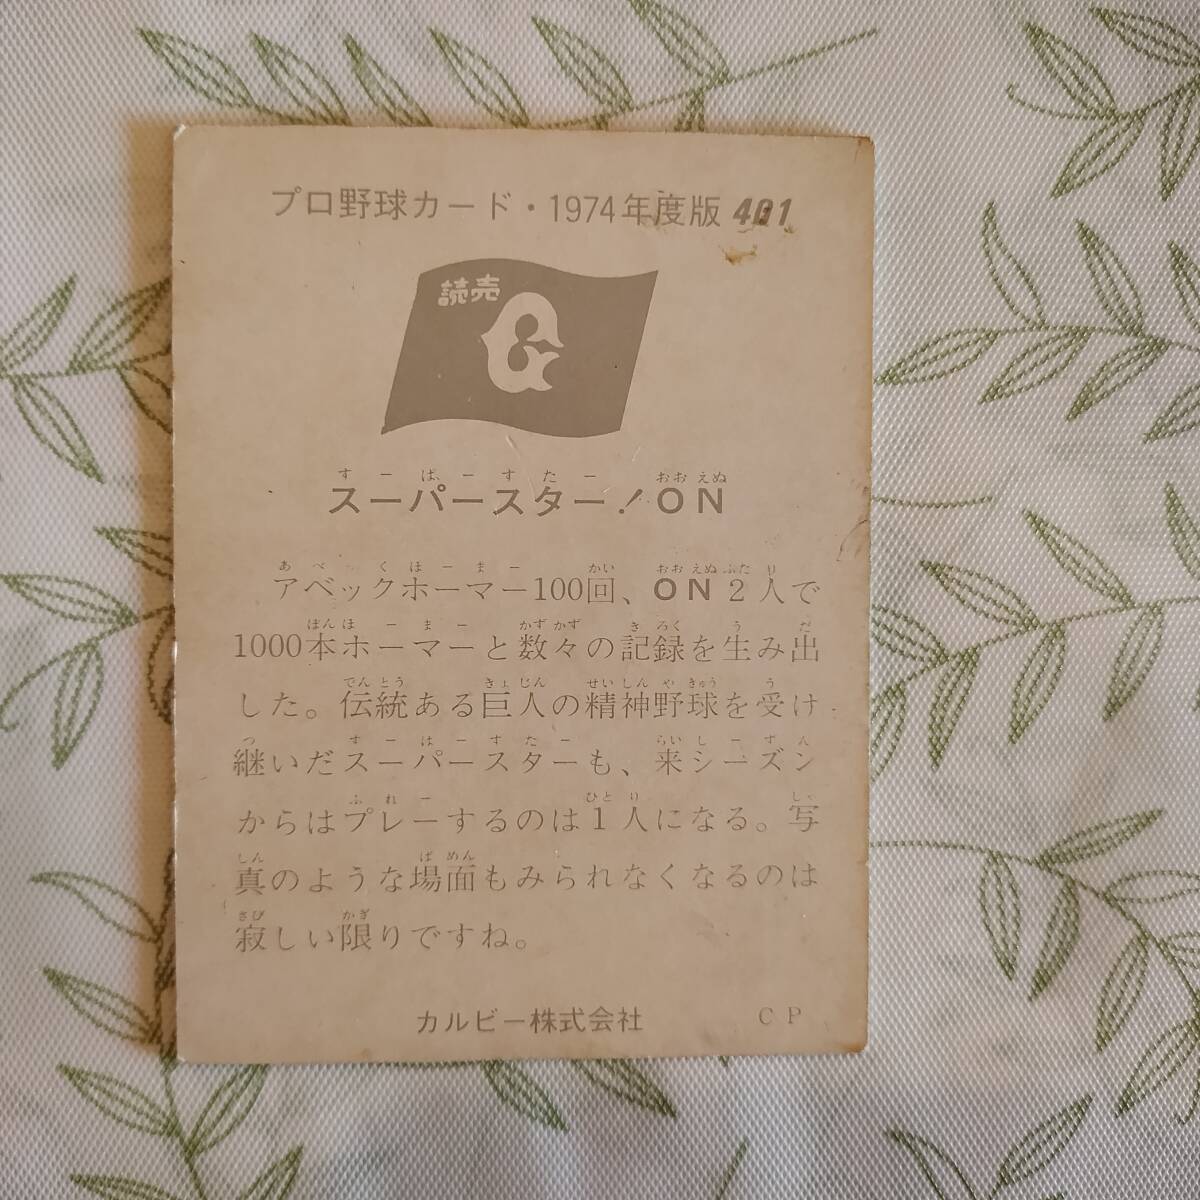 プロ野球カード・1974年度版 401
読売
G
すーぱーすたー おおえぬ
スーパースター!ON
あべっくほーまー かい おおえぬ ふたり
アベックホーマー100回、ON2人で
ぽんほーまー かずかず きろく う だ
1000本ホーマーと数々の記録を生み出
でんとう きょじん せいしんやきゅう う
した。伝統ある巨人の精神野球を受け
つ すーぱーすたー らいしーずん
継いだスーパースターも、来シーズン
ぷれー ひとり しゃ
からはプレーするのは1人になる。写
しん ばめん
真のような場面もみられなくなるのは
さび かぎ
寂しい限りですね。
カルビー株式会社 CP